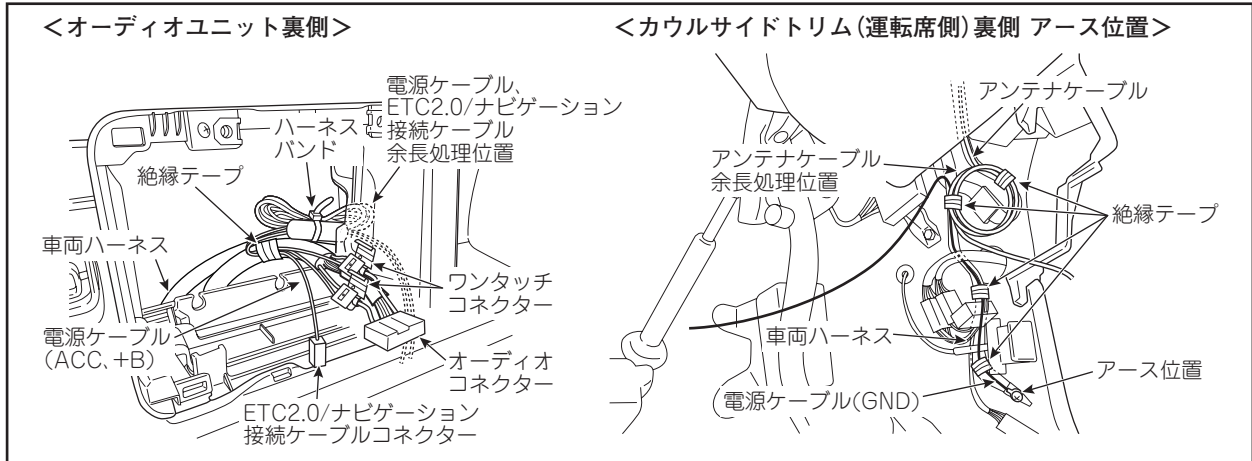 ＜オーディオユニット裏側＞
電源ケーブル、
ETC2.0/ナビゲーション
接続ケーブル
余長処理位置
ハーネス
バンド
絶縁テープ
車両ハーネス
ワンタッチ
コネクター
電源ケーブル
(ACC、+B)
オーディオ
コネクター
ETC2.0/ナビゲーション
接続ケーブルコネクター
＜カウルサイドトリム(運転席側)裏側 アース位置＞
アンテナケーブル
アンテナケーブル
余長処理位置
絶縁テープ
車両ハーネス
アース位置
電源ケーブル(GND)